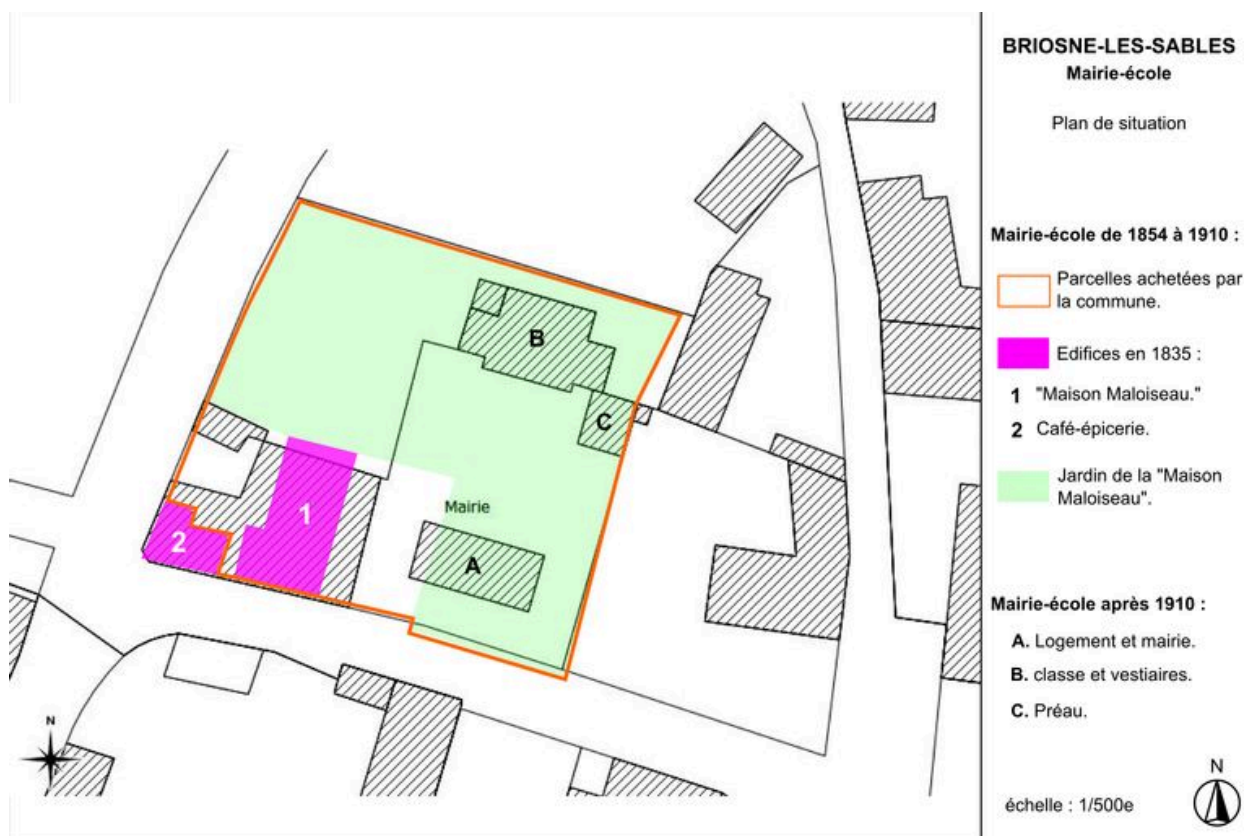 BRIOSNE-LES-SABLES
Mairie-école
Plan de situation
Mairie-école de 1854 à 1910 :
Parcelles achetées par
la commune.
Edifices en 1835 :
1 "Maison Maloiseau."
2 Café-épicerie.
Jardin de la "Maison
Maloiseau".
Mairie-école après 1910 :
A. Logement et mairie.
B. classe et vestiaires.
C. Préau.
N
échelle : 1/500e
B
C
1
Mairie
2
A
N